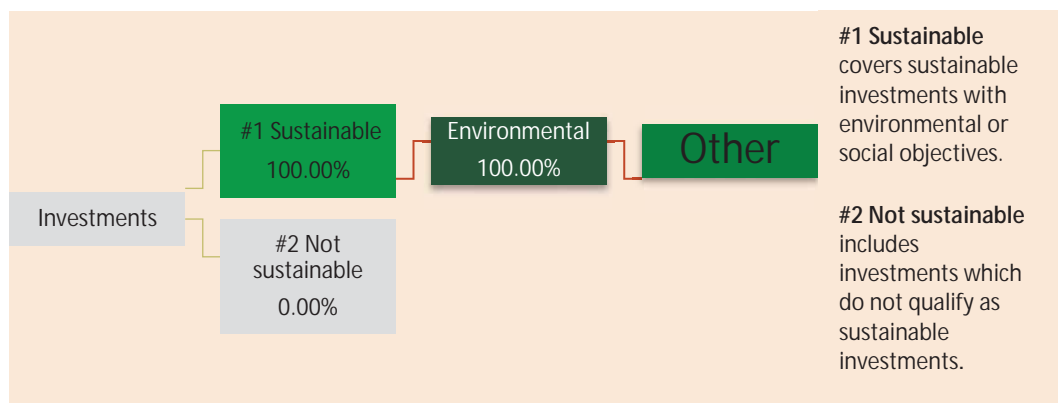 Investments
#1 Sustainable
100.00%
#2 Not
sustainable
0.00%
Environmental
100.00%
Other
#1 Sustainable
covers sustainable
investments with
environmental or
social objectives.
#2 Not sustainable
includes
investments which
do not qualify as
sustainable
investments.